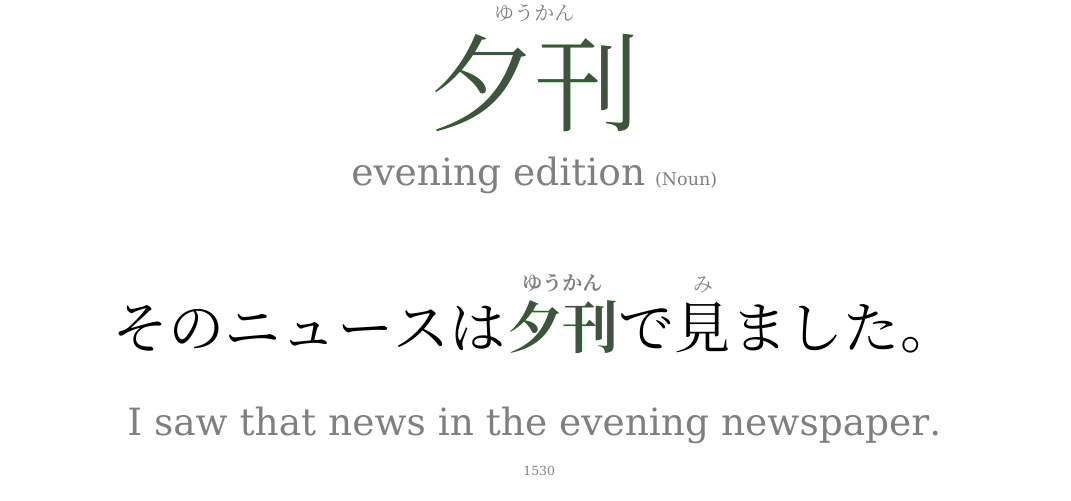 ゆうかん
夕刊
evening edition (Noun)
ゆうかん み
そのニュースは夕刊で見ました。
I saw that news in the evening newspaper.
1530